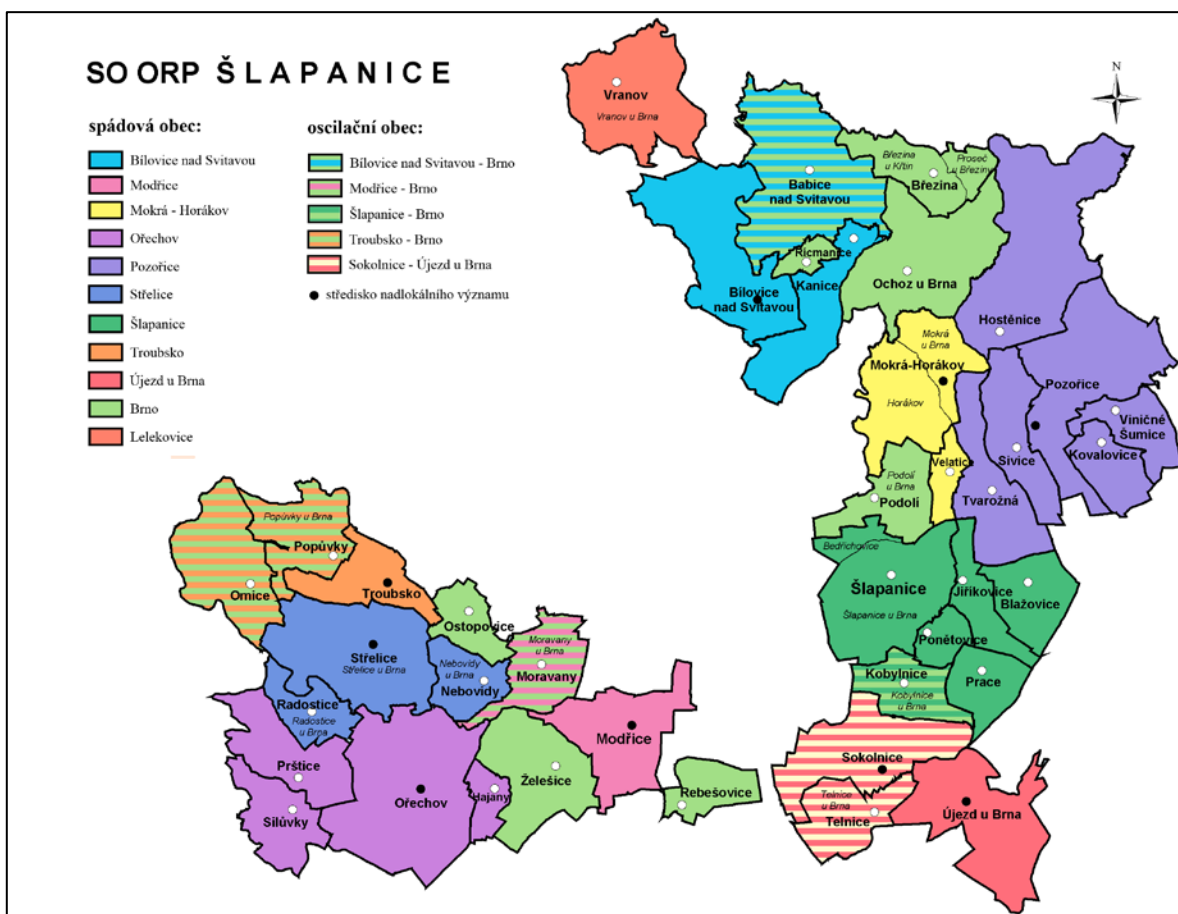 SO ORP Š L A P A N I C E
spádová obec:
Bílovice nad Svitavou
Modřice
Mokrá - Horákov
Ořechov
Pozořice
Střelice
Šlapanice
Troubsko
Újezd u Brna
Brno
Lelekovice
oscilační obec:
Bílovice nad Svitavou - Brno
Modřice - Brno
Šlapanice - Brno
Troubsko - Brno
Sokolnice - Újezd u Brna
středisko nadlokálního významu
N
Vranov
Vranov u Brna
Babice
nad Svitavou
Březina
u Křtin
Proseč
u Březiny
Březina
Řícmanice
Kanice
Bílovice
nad Svitavou
Ochoz u Brna
Hostěnice
Mokrá
u Brna
Mokrá-Horákov
Horákov
Pozořice
Viničné
Šumice
Kovalovice
Sivice
Velatice
Tvarožná
Podolí
u Brna
Podolí
Bedřichovice
Šlapanice
Šlapanice u Brna
Jiříkovice
Blažovice
Ponětovice
Kobylnice
Kobylnice
u Brna
Prace
Sokolnice
Telnice
u Brna
Telnice
Újezd u Brna
Popůvky u Brna
Popůvky
Omice
Troubsko
Ostopovice
Střelice
Střelice u Brna
Nebovidy
u Brna
Nebovidy
Moravany
u Brna
Moravany
Radostice
Radostice
u Brna
Modřice
Prštice
Ořechov
Hajany
Želešice
Rebešovice
Silůvky